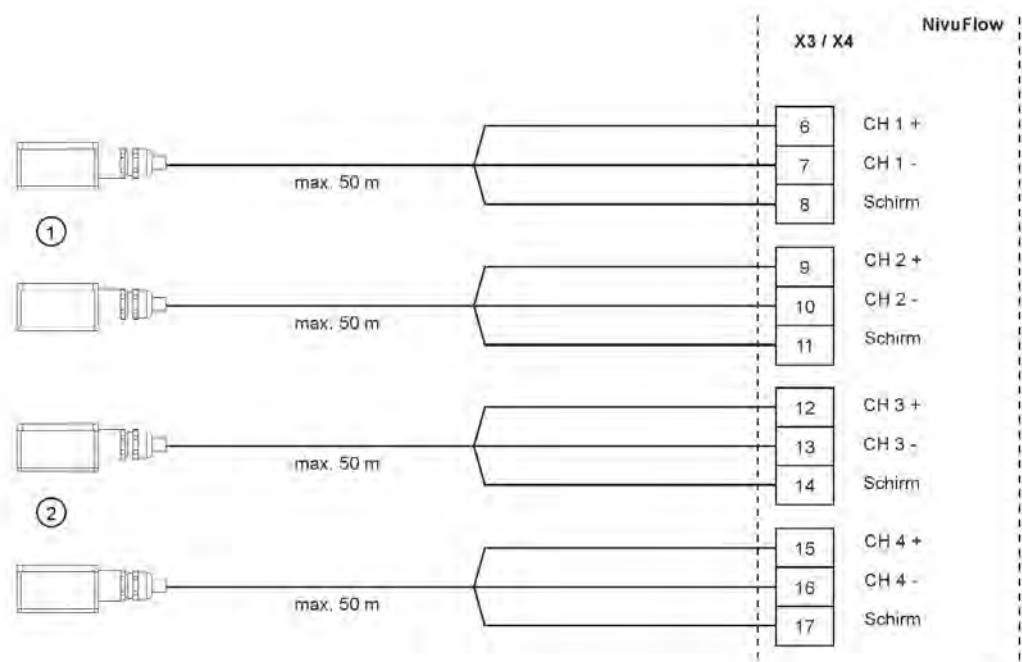 NivuFlow
X3 / X4
6 CH 1 +
max. 50 m 7 CH 1 -
8 Schirm
1
9 CH 2 +
max. 50 m 10 CH 2 -
11 Schirm
12 CH 3 +
max. 50 m 13 CH 3 -
14 Schirm
2
15 CH 4 +
max. 50 m 16 CH 4 -
17 Schirm